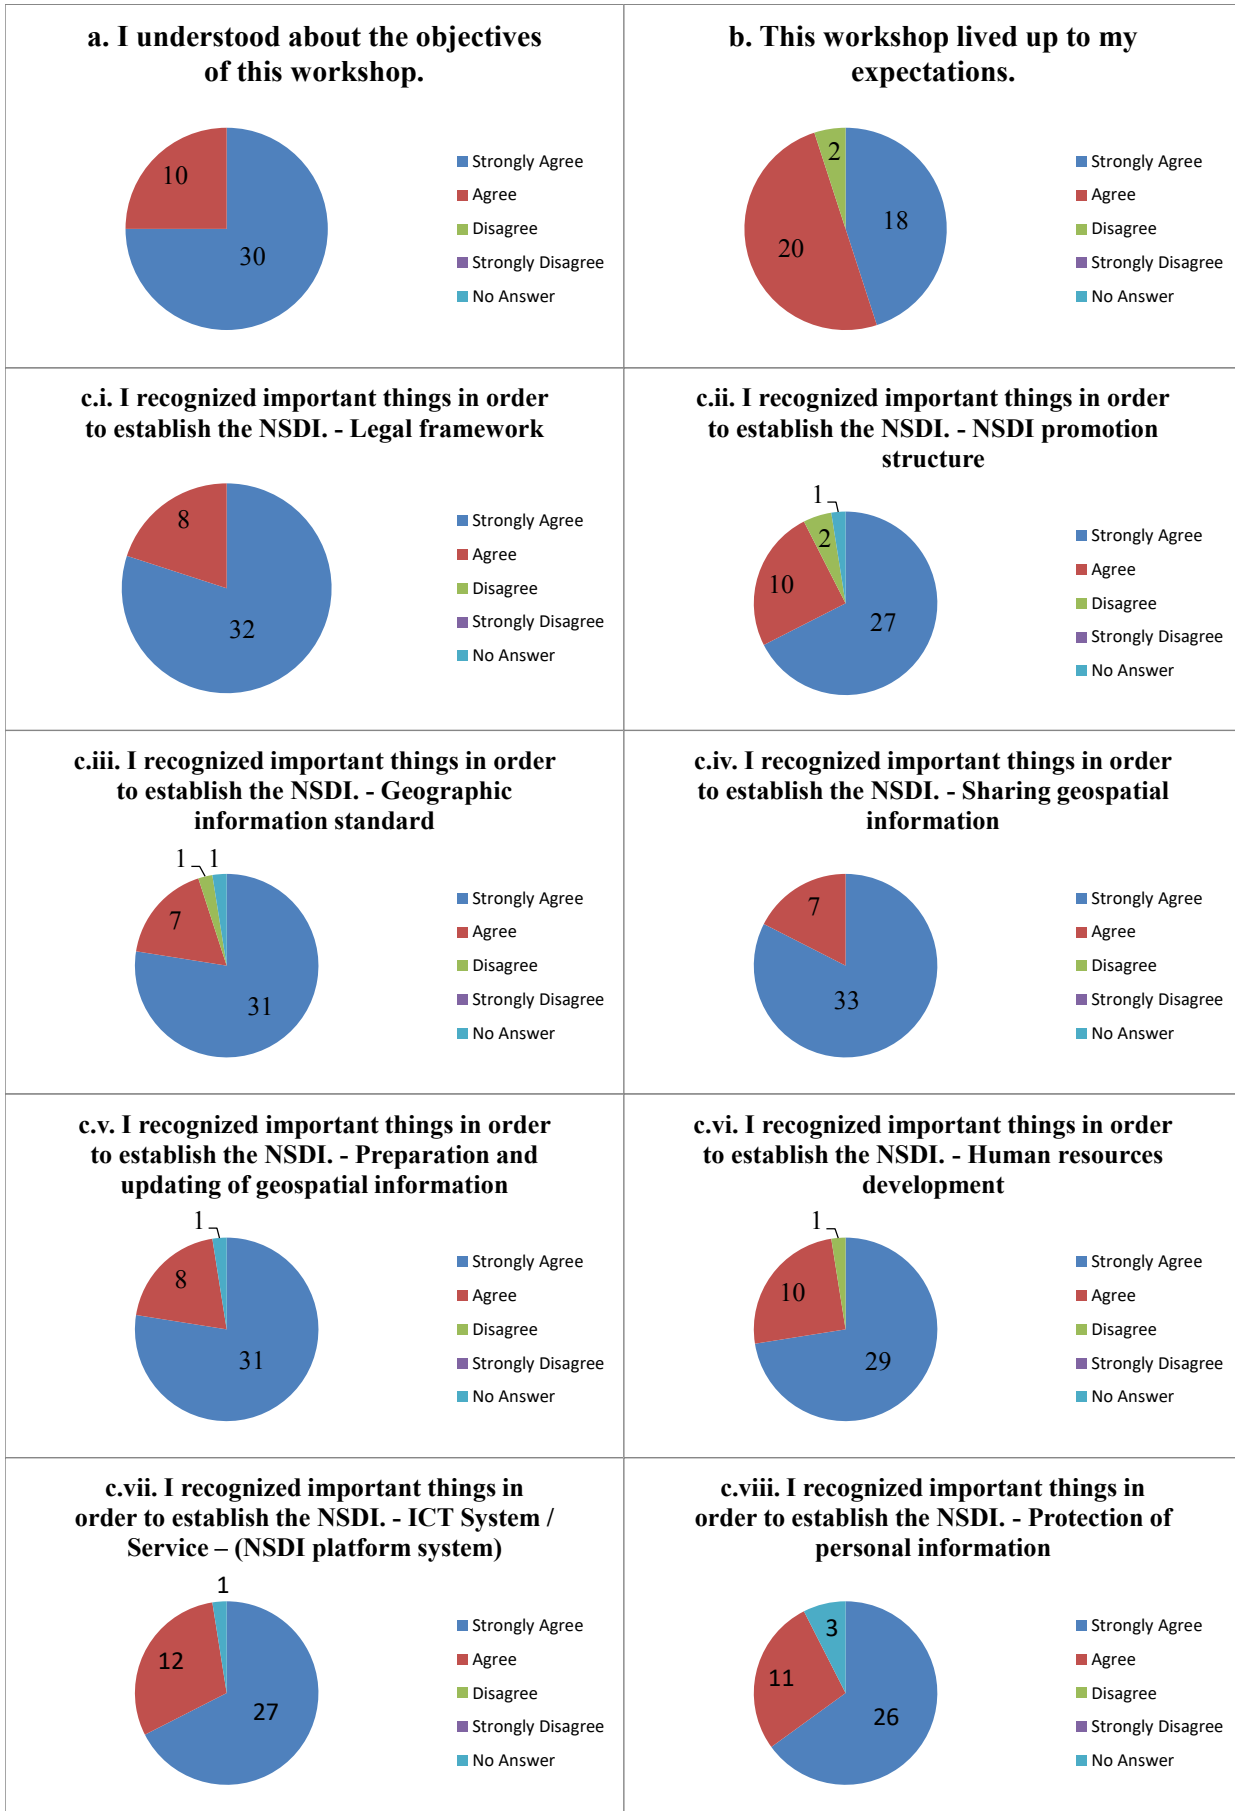 a. I understood about the objectives
of this workshop.
10
30
Strongly Agree
Agree
Disagree
Strongly Disagree
No Answer
b. This workshop lived up to my
expectations.
2
18
20
Strongly Agree
Agree
Disagree
Strongly Disagree
No Answer
c.i. I recognized important things in order
to establish the NSDI. - Legal framework
8
32
Strongly Agree
Agree
Disagree
Strongly Disagree
No Answer
c.ii. I recognized important things in order
to establish the NSDI. - NSDI promotion
structure
1
2
10
27
Strongly Agree
Agree
Disagree
Strongly Disagree
No Answer
c.iii. I recognized important things in order
to establish the NSDI. - Geographic
information standard
1 1
7
31
Strongly Agree
Agree
Disagree
Strongly Disagree
No Answer
c.iv. I recognized important things in order
to establish the NSDI. - Sharing geospatial
information
7
33
Strongly Agree
Agree
Disagree
Strongly Disagree
No Answer
c.v. I recognized important things in order
to establish the NSDI. - Preparation and
updating of geospatial information
1
8
31
Strongly Agree
Agree
Disagree
Strongly Disagree
No Answer
c.vi. I recognized important things in order
to establish the NSDI. - Human resources
development
1
10
29
Strongly Agree
Agree
Disagree
Strongly Disagree
No Answer
c.vii. I recognized important things in
order to establish the NSDI. - ICT System /
Service – (NSDI platform system)
1
12
27
Strongly Agree
Agree
Disagree
Strongly Disagree
No Answer
c.viii. I recognized important things in
order to establish the NSDI. - Protection of
personal information
3
11
26
Strongly Agree
Agree
Disagree
Strongly Disagree
No Answer